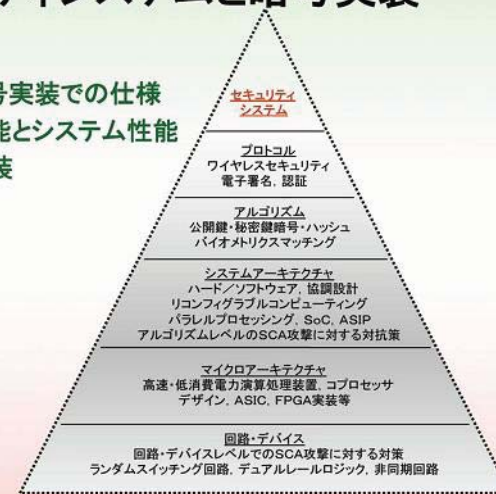 セキュリティ
システム
号実装での仕様
能とシステム性能
装
プロトコル
ワイヤレスセキュリティ
電子署名, 認証
アルゴリズム
公開鍵・秘密鍵暗号・ハッシュ
バイオメトリクスマッチング
システムアーキテクチャ
ハード／ソフトウェア, 協調設計
リコンフィグラブルコンピューティング
パラレルプロセッシング, SoC, ASIP
アルゴリズムレベルのSCA攻撃に対する対抗策
マイクロアーキテクチャ
高速・低消費電力演算処理装置, コプロセッサ
デザイン, ASIC, FPGA実装等
回路・デバイス
回路・デバイスレベルでのSCA攻撃に対する対策
ランダムスイッチング回路, デュアルレールロジック, 非同期回路